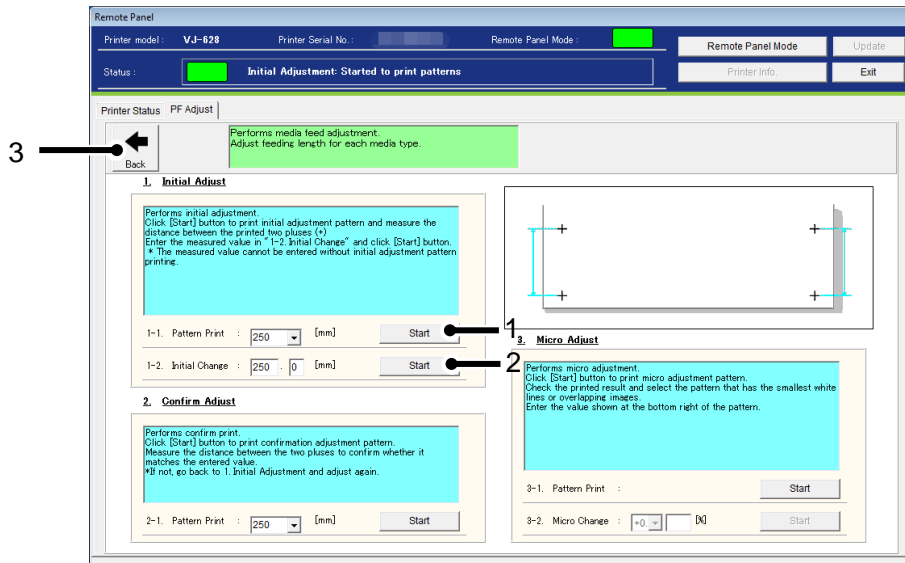 Remote Panel
Printer model : VJ-628 Printer Serial No. : Remote Panel Mode :
Remote Panel Mode Update
Status : Initial Adjustment: Started to print patterns
Printer Info. Exit
Printer Status PF Adjust
3
Back
Performs media feed adjustment.
Adjust feeding length for each media type.
1. Initial Adjust
Performs initial adjustment.
Click [Start] button to print initial adjustment pattern and measure the
distance between the printed two pluses (+)
Enter the measured value in "1-2. Initial Change" and click [Start] button.
* The measured value cannot be entered without initial adjustment pattern
printing.
1-1. Pattern Print : 250 [mm] Start
1
1-2. Initial Change : 250 . 0 [mm] Start
2
2. Confirm Adjust
Performs confirm print.
Click [Start] button to print confirmation adjustment pattern.
Measure the distance between the two pluses to confirm whether it
matches the entered value.
*If not, go back to 1. Initial Adjustment and adjust again.
2-1. Pattern Print : 250 [mm] Start
3. Micro Adjust
Performs micro adjustment.
Click [Start] button to print micro adjustment pattern.
Check the printed result and select the pattern that has the smallest white
lines or overlapping images.
Enter the value shown at the bottom right of the pattern.
3-1. Pattern Print : Start
3-2. Micro Change : +0. [%] Start